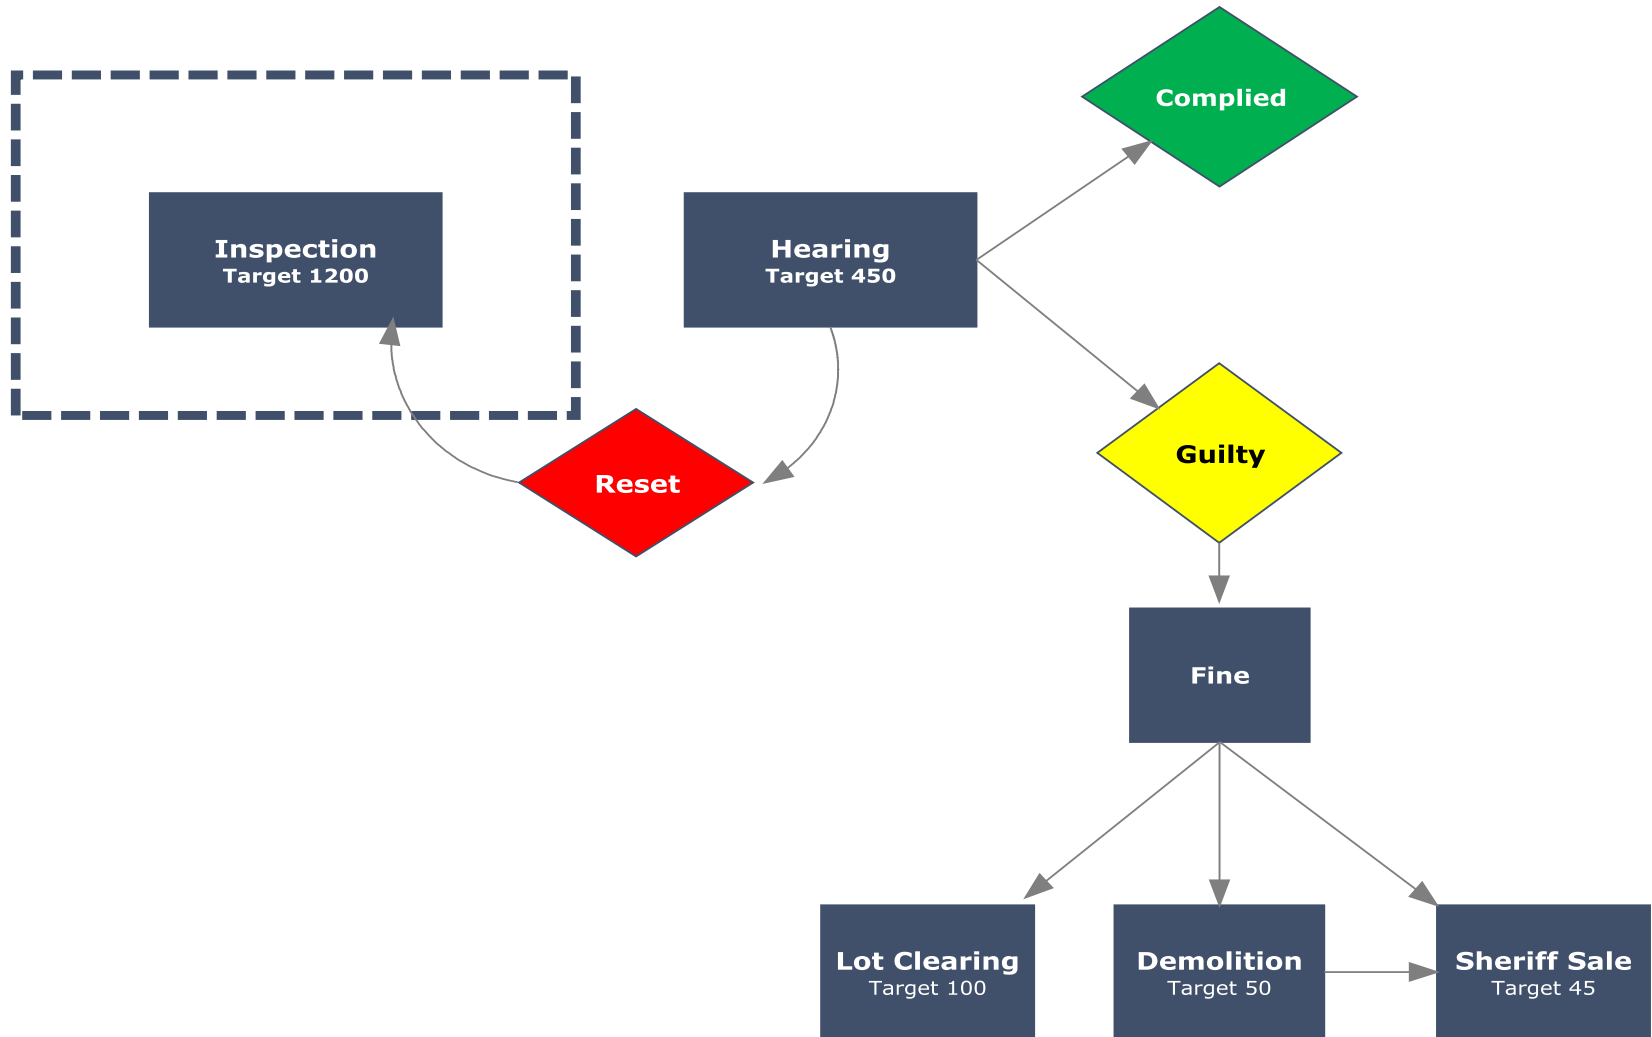 Complied
Inspection
Target 1200
Hearing
Target 450
Guilty
Reset
Fine
Lot Clearing
Target 100
Demolition
Target 50
Sheriff Sale
Target 45